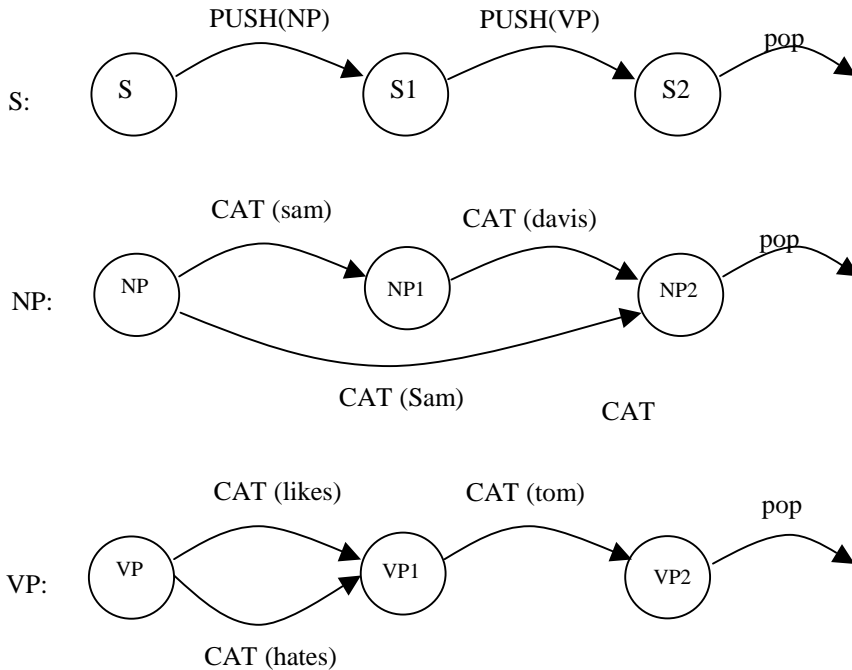 PUSH(NP) PUSH(VP) pop
S: S S1 S2
CAT (sam) CAT (davis) pop
NP: NP NP1 NP2
CAT (Sam) CAT
CAT (likes) CAT (tom) pop
VP: VP VP1 VP2
CAT (hates)